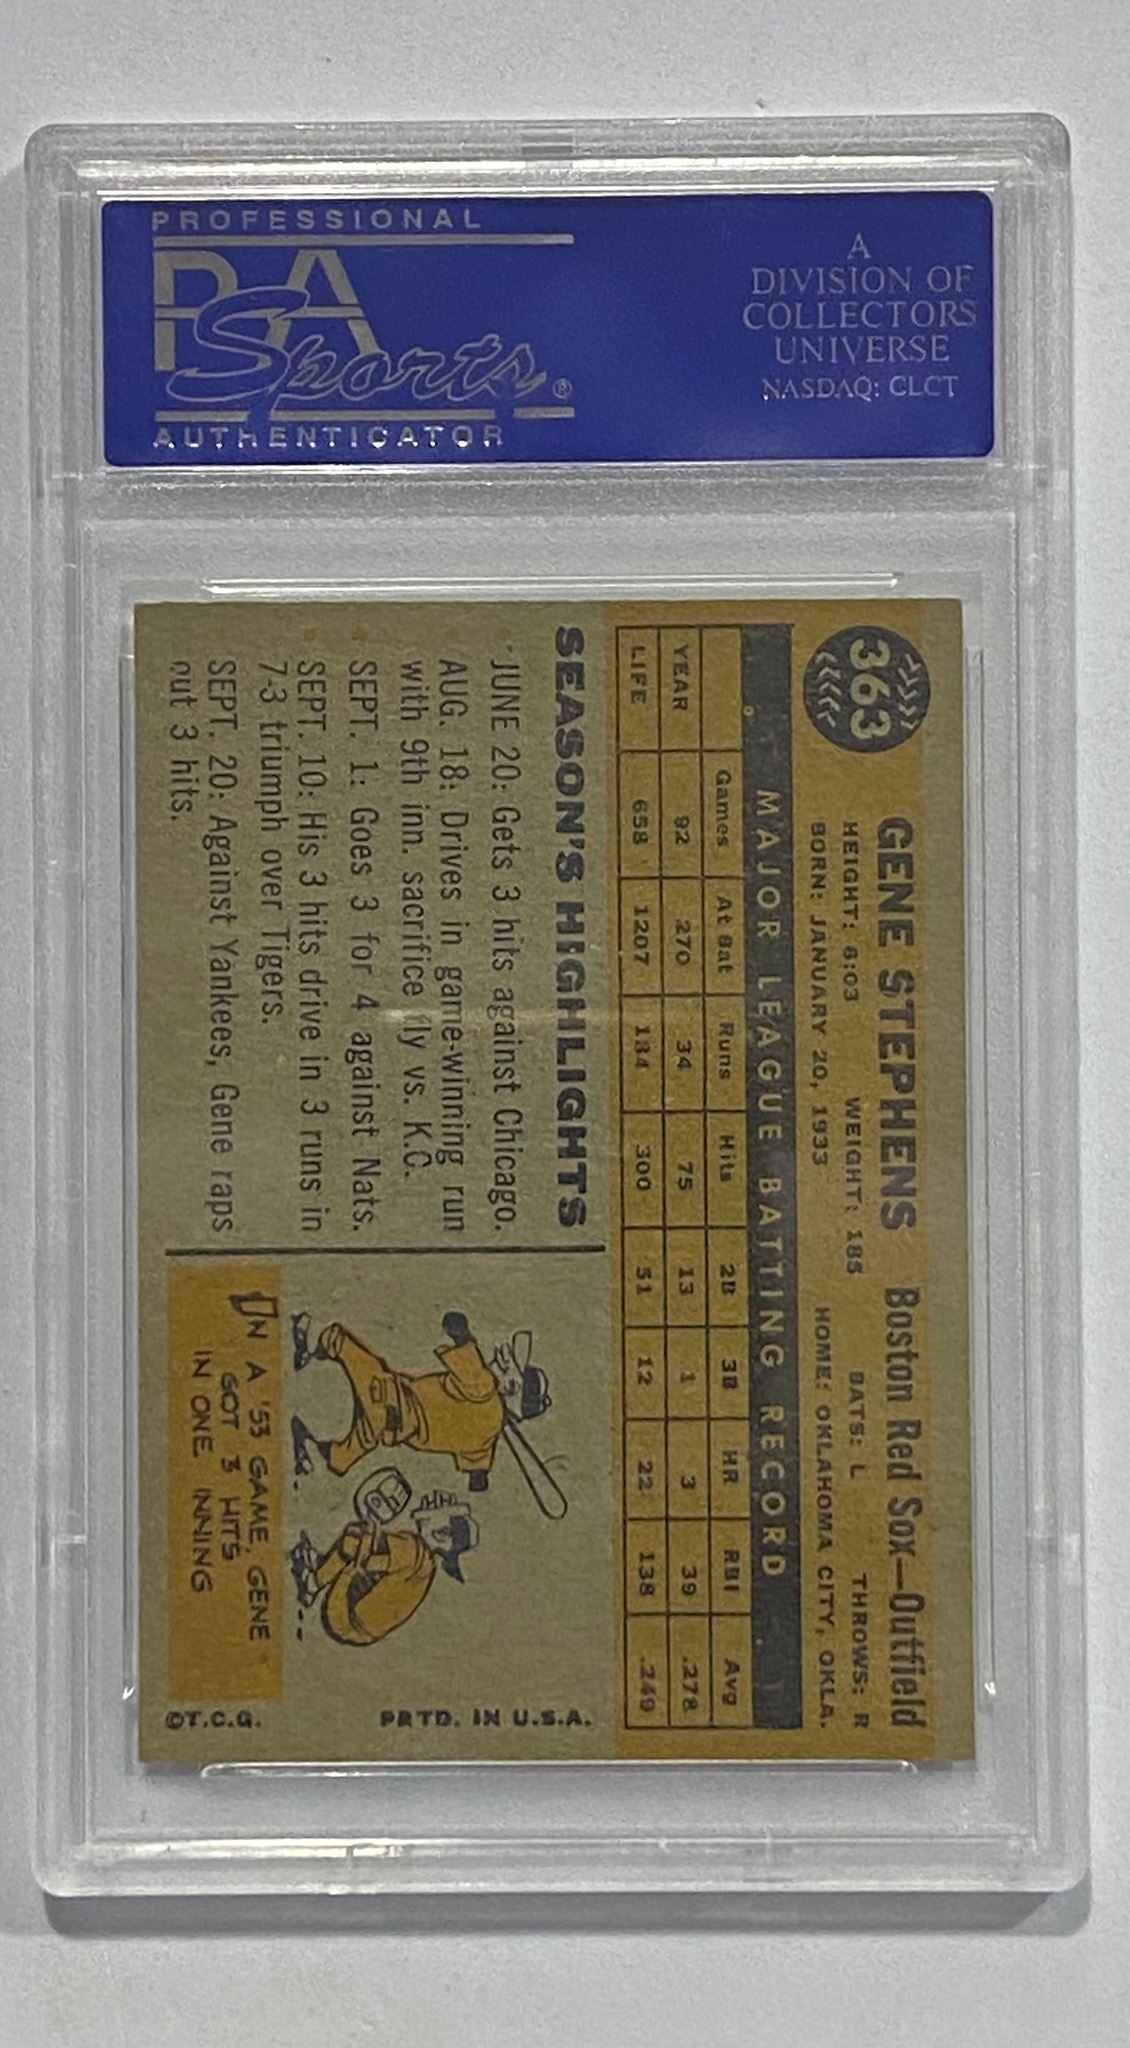 PROFESSIONAL
PSA
Sports®
AUTHENTICATOR
A
DIVISION OF
COLLECTORS
UNIVERSE
NASDAQ: CLCT
363
GENE STEPHENS Boston Red Sox—Outfield
HEIGHT: 6:03 WEIGHT: 185 BATS: L THROWS: R
BORN: JANUARY 20, 1933 HOME: OKLAHOMA CITY, OKLA.
MAJOR LEAGUE BATTING RECORD
Games At Bat Runs Hits 2B 3B HR RBI Avg
YEAR 92 270 34 75 13 1 3 39 .278
LIFE 658 1207 184 300 51 12 22 138 .249
SEASON'S HIGHLIGHTS
• JUNE 20: Gets 3 hits against Chicago.
• AUG. 18: Drives in game-winning run
with 9th inn. sacrifice fly vs. K.C.
• SEPT. 1: Goes 3 for 4 against Nats.
• SEPT. 10: His 3 hits drive in 3 runs in
7-3 triumph over Tigers.
SEPT. 20: Against Yankees, Gene raps
out 3 hits.
IN A '53 GAME, GENE
GOT 3 HITS
IN ONE INNING
©T.C.G. PRTD. IN U.S.A.